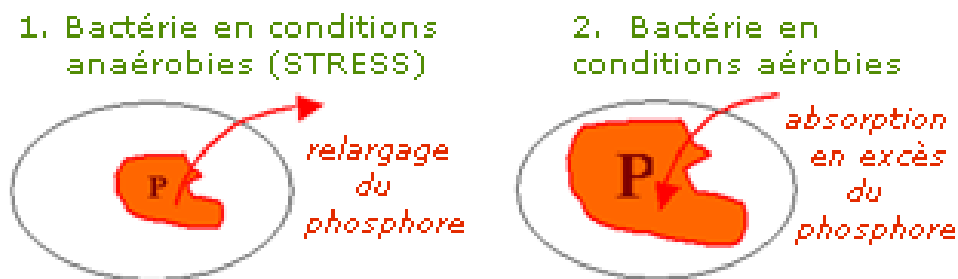 1. Bactérie en conditions
anaérobies (STRESS)
P
relargage
du
phosphore
2. Bactérie en
conditions aérobies
P
absorption
en excès
du
phosphore